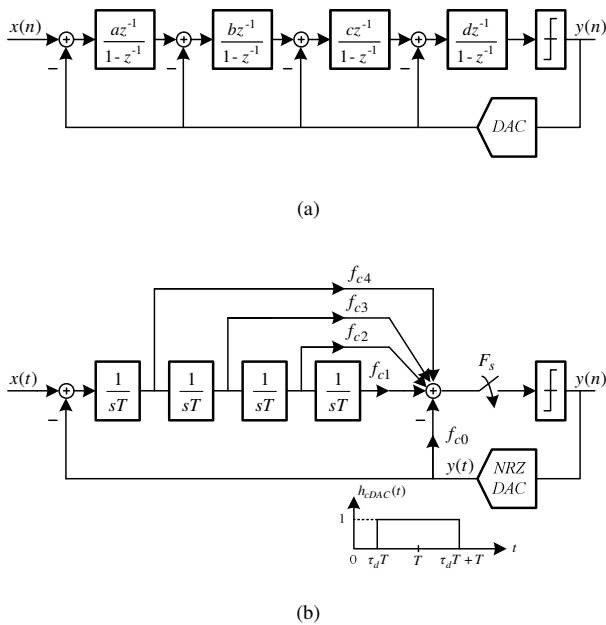 x(n)
az⁻¹
1- z⁻¹
bz⁻¹
1- z⁻¹
cz⁻¹
1- z⁻¹
dz⁻¹
1- z⁻¹
y(n)
DAC
(a)
f_c4
f_c3
f_c2
x(t)
1
sT
1
sT
1
sT
1
sT
f_c1
F_s
y(n)
f_c0
y(t)
NRZ
DAC
h_cDAC(t)
1
0
τ_dT
T
τ_dT + T
t
(b)